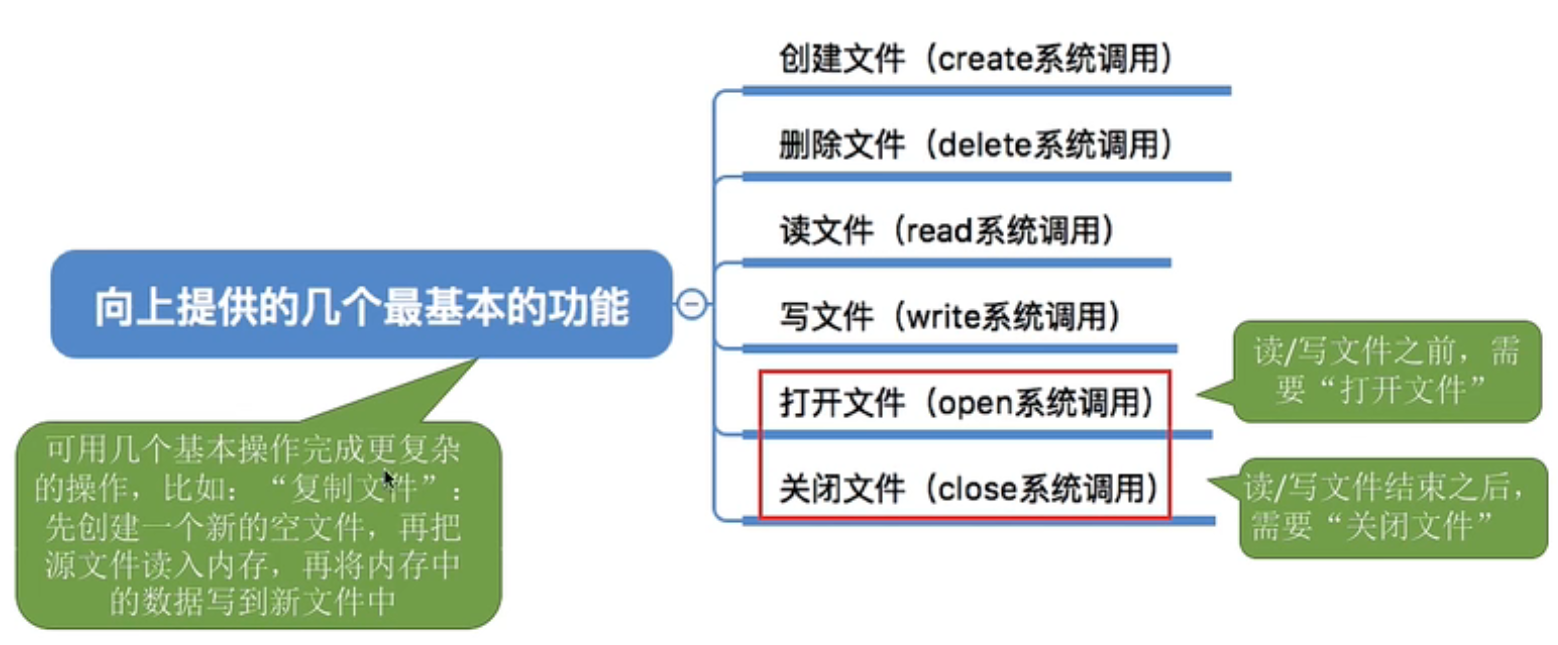 创建文件（create系统调用）
删除文件（delete系统调用）
读文件（read系统调用）
向上提供的几个最基本的功能
写文件（write系统调用）
读/写文件之前，需
要“打开文件”
打开文件（open系统调用）
关闭文件（close系统调用）
读/写文件结束之后，
需要“关闭文件”
可用几个基本操作完成更复杂
的操作，比如：“复制文件”：
先创建一个新的空文件，再把
源文件读入内存，再将内存中
的数据写到新文件中